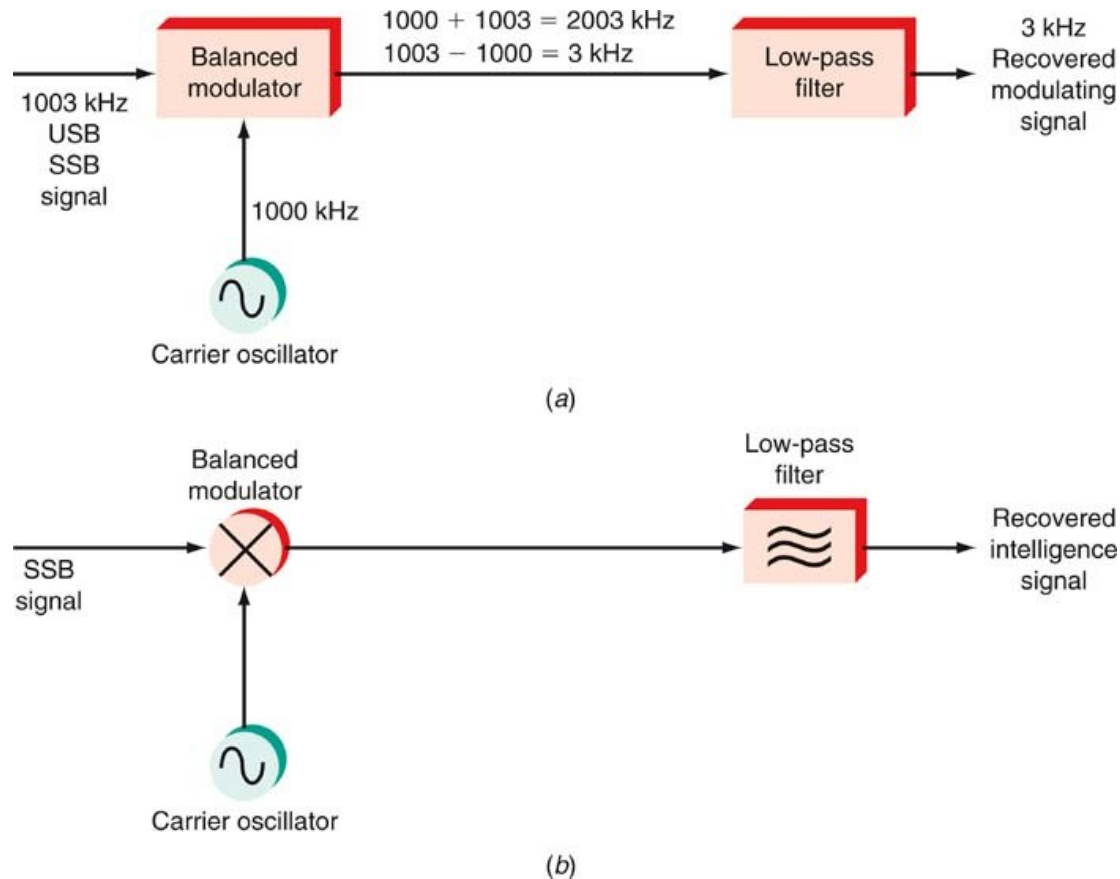 1000 + 1003 = 2003 kHz
1003 − 1000 = 3 kHz
Balanced
modulator
Low-pass
filter
3 kHz
Recovered
modulating
signal
1003 kHz
USB
SSB
signal
1000 kHz
Carrier oscillator
(a)
Balanced
modulator
Low-pass
filter
SSB
signal
Recovered
intelligence
signal
Carrier oscillator
(b)